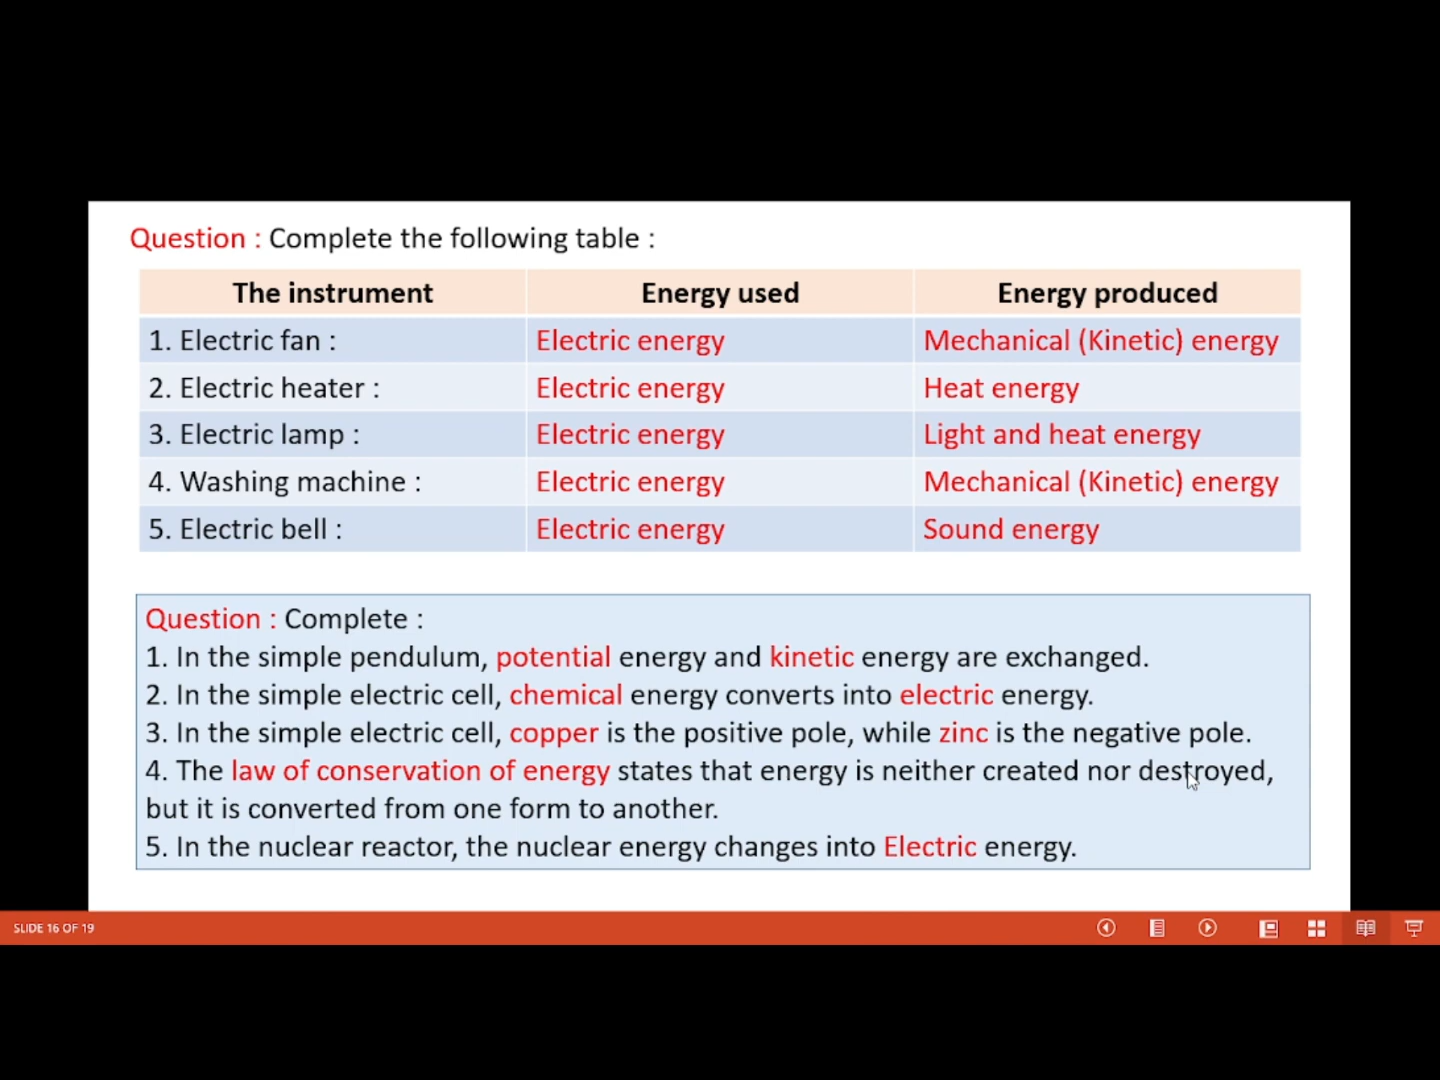 Question : Complete the following table :
The instrument Energy used Energy produced
1. Electric fan : Electric energy Mechanical (Kinetic) energy
2. Electric heater : Electric energy Heat energy
3. Electric lamp : Electric energy Light and heat energy
4. Washing machine : Electric energy Mechanical (Kinetic) energy
5. Electric bell : Electric energy Sound energy
Question : Complete :
1. In the simple pendulum, potential energy and kinetic energy are exchanged.
2. In the simple electric cell, chemical energy converts into electric energy.
3. In the simple electric cell, copper is the positive pole, while zinc is the negative pole.
4. The law of conservation of energy states that energy is neither created nor destroyed,
but it is converted from one form to another.
5. In the nuclear reactor, the nuclear energy changes into Electric energy.
SLIDE 16 OF 19